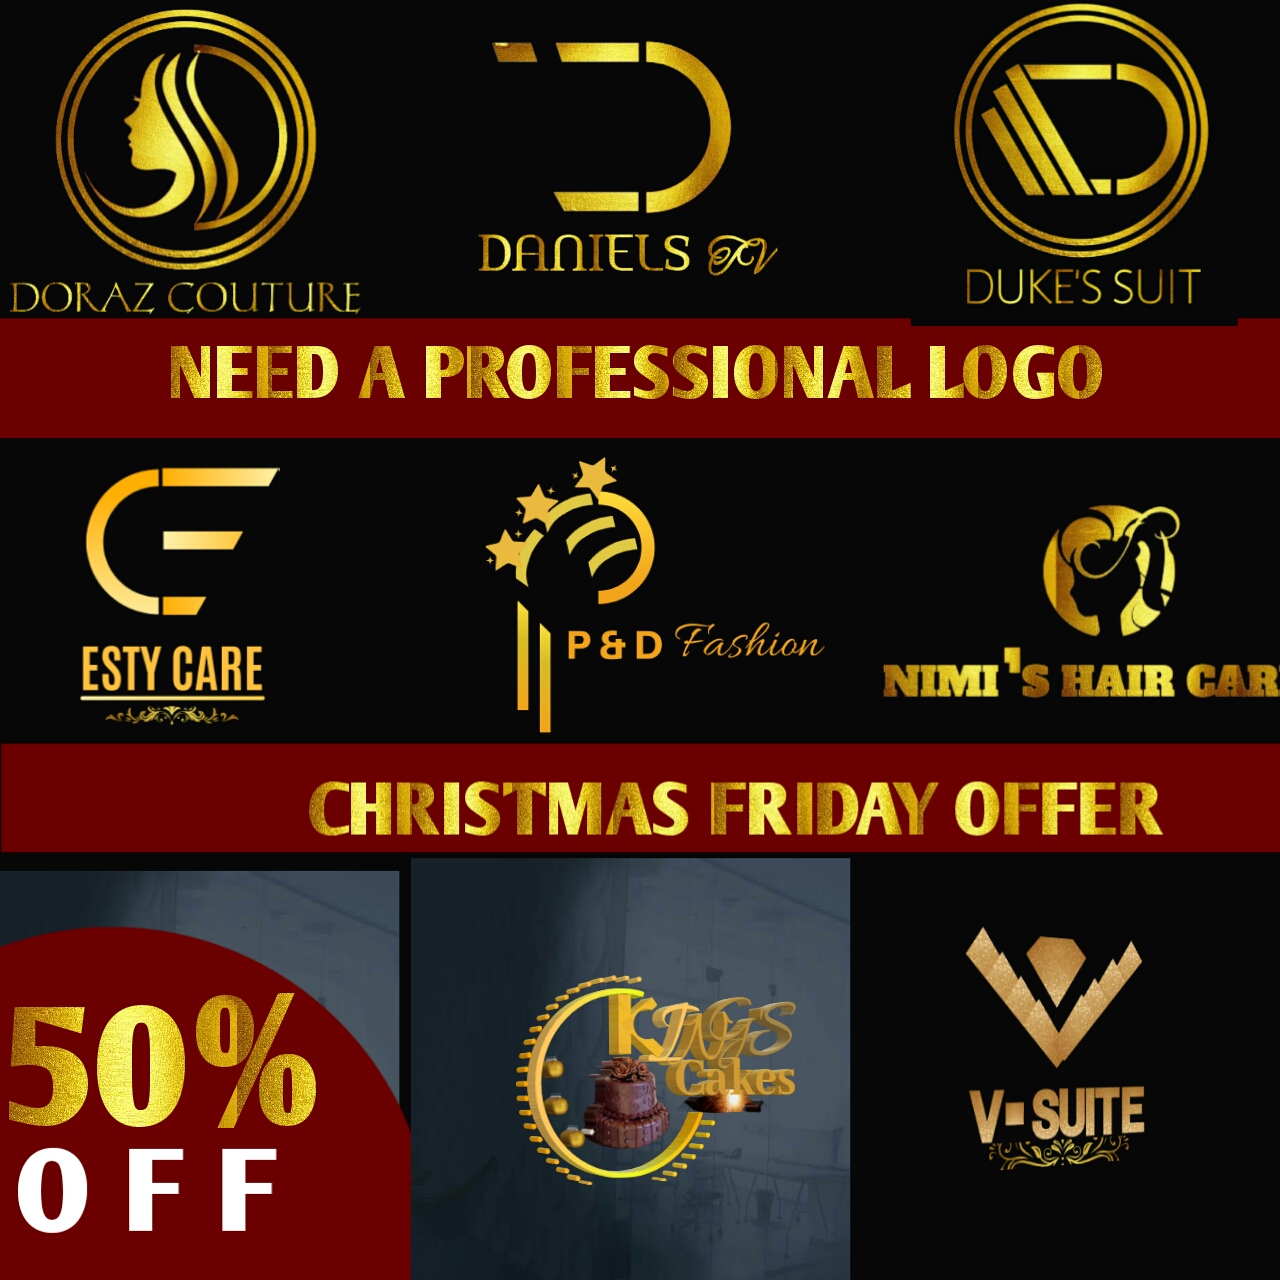 DORAZ COUTURE
DANIELS TV
DUKE'S SUIT
NEED A PROFESSIONAL LOGO
ESTY CARE
P & D Fashion
NIMI'S HAIR CAR
CHRISTMAS FRIDAY OFFER
50%
OFF
KINGS
Cakes
V-SUITE